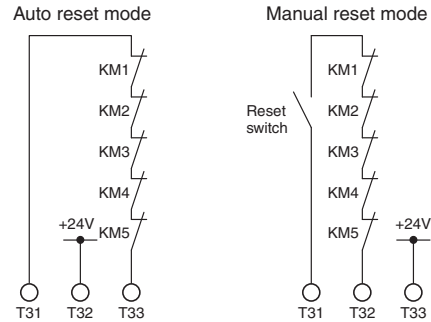 Auto reset mode
KM1
KM2
KM3
KM4
+24V
KM5
T31 T32 T33
Manual reset mode
KM1
Reset
switch
KM2
KM3
KM4
KM5
+24V
T31 T32 T33